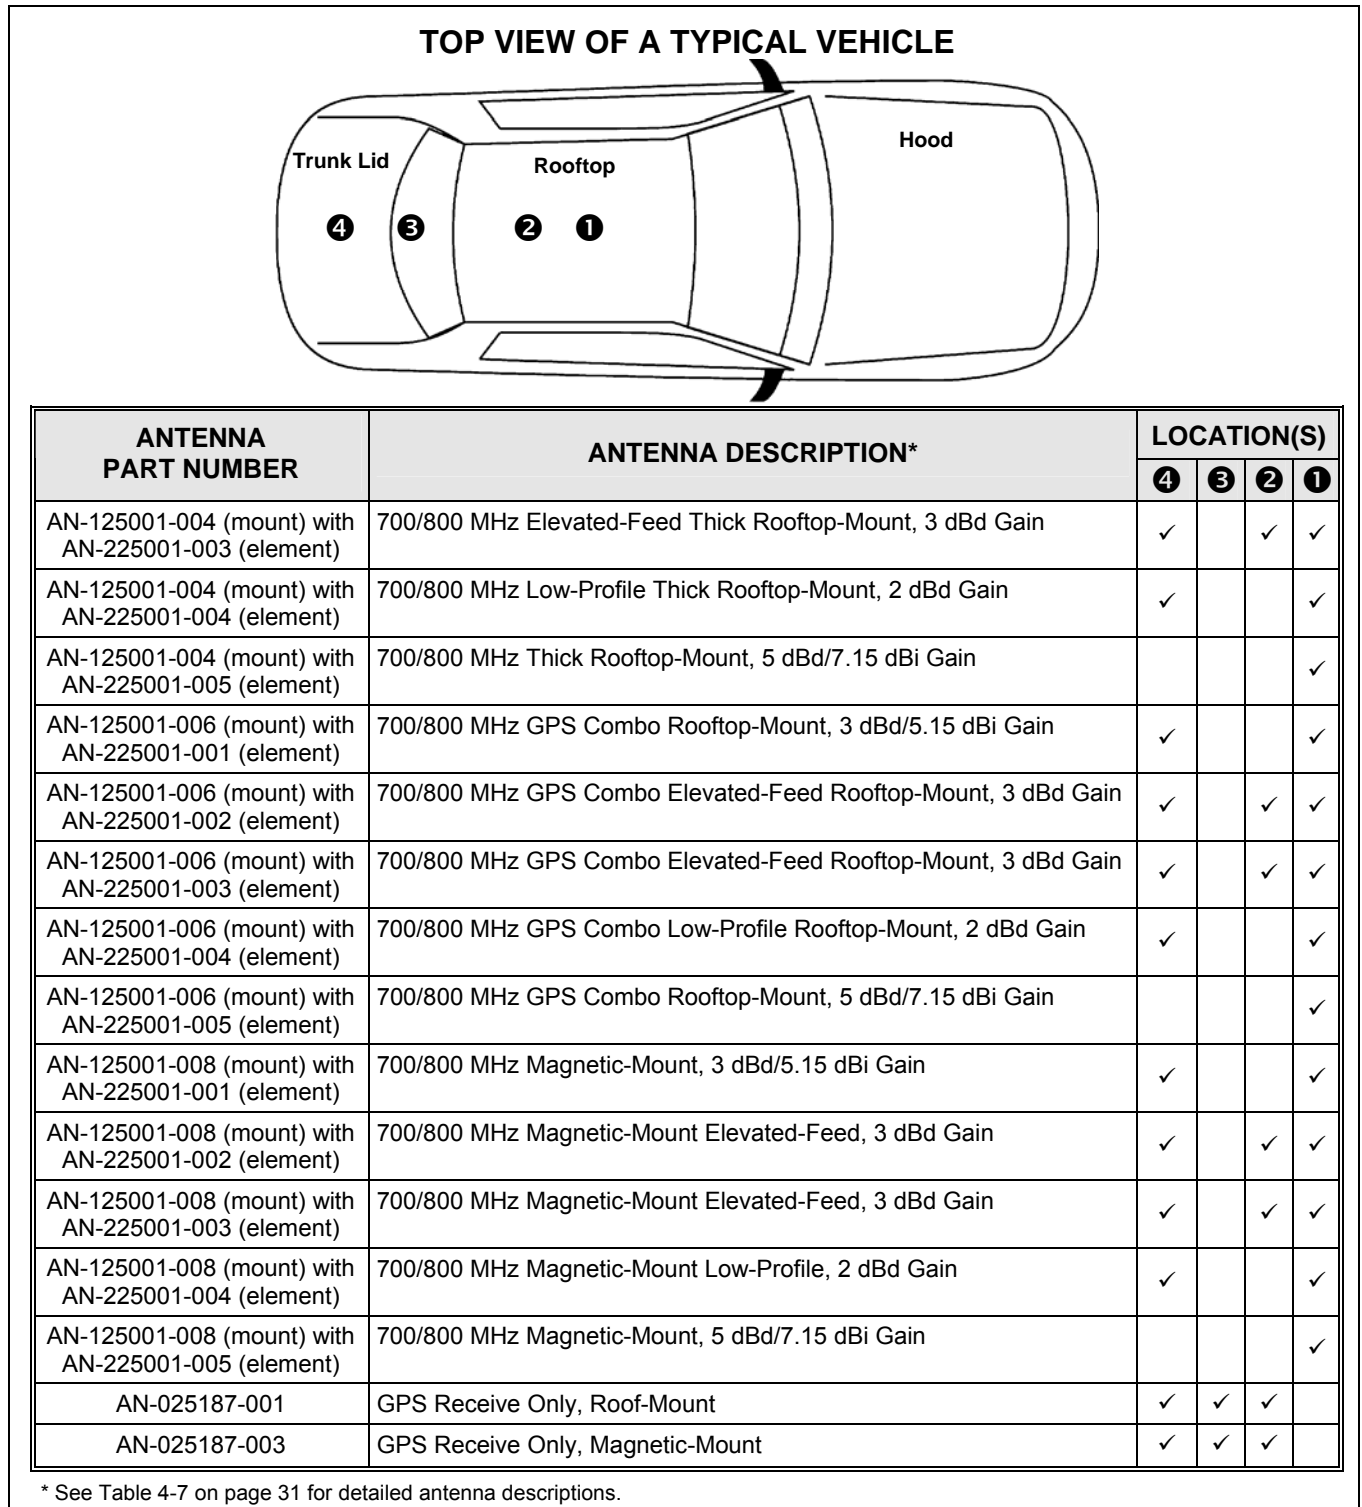 TOP VIEW OF A TYPICAL VEHICLE
Hood
Trunk Lid
Rooftop
❹ ❸ ❷ ❶
ANTENNA
PART NUMBER
ANTENNA DESCRIPTION*
LOCATION(S)
❹ ❸ ❷ ❶
AN-125001-004 (mount) with
AN-225001-003 (element)
700/800 MHz Elevated-Feed Thick Rooftop-Mount, 3 dBd Gain
✓ ✓ ✓
AN-125001-004 (mount) with
AN-225001-004 (element)
700/800 MHz Low-Profile Thick Rooftop-Mount, 2 dBd Gain
✓ ✓
AN-125001-004 (mount) with
AN-225001-005 (element)
700/800 MHz Thick Rooftop-Mount, 5 dBd/7.15 dBi Gain
✓
AN-125001-006 (mount) with
AN-225001-001 (element)
700/800 MHz GPS Combo Rooftop-Mount, 3 dBd/5.15 dBi Gain
✓ ✓
AN-125001-006 (mount) with
AN-225001-002 (element)
700/800 MHz GPS Combo Elevated-Feed Rooftop-Mount, 3 dBd Gain
✓ ✓ ✓
AN-125001-006 (mount) with
AN-225001-003 (element)
700/800 MHz GPS Combo Elevated-Feed Rooftop-Mount, 3 dBd Gain
✓ ✓ ✓
AN-125001-006 (mount) with
AN-225001-004 (element)
700/800 MHz GPS Combo Low-Profile Rooftop-Mount, 2 dBd Gain
✓ ✓
AN-125001-006 (mount) with
AN-225001-005 (element)
700/800 MHz GPS Combo Rooftop-Mount, 5 dBd/7.15 dBi Gain
✓
AN-125001-008 (mount) with
AN-225001-001 (element)
700/800 MHz Magnetic-Mount, 3 dBd/5.15 dBi Gain
✓ ✓
AN-125001-008 (mount) with
AN-225001-002 (element)
700/800 MHz Magnetic-Mount Elevated-Feed, 3 dBd Gain
✓ ✓ ✓
AN-125001-008 (mount) with
AN-225001-003 (element)
700/800 MHz Magnetic-Mount Elevated-Feed, 3 dBd Gain
✓ ✓ ✓
AN-125001-008 (mount) with
AN-225001-004 (element)
700/800 MHz Magnetic-Mount Low-Profile, 2 dBd Gain
✓ ✓
AN-125001-008 (mount) with
AN-225001-005 (element)
700/800 MHz Magnetic-Mount, 5 dBd/7.15 dBi Gain
✓
AN-025187-001
GPS Receive Only, Roof-Mount
✓ ✓ ✓
AN-025187-003
GPS Receive Only, Magnetic-Mount
✓ ✓ ✓
* See Table 4-7 on page 31 for detailed antenna descriptions.